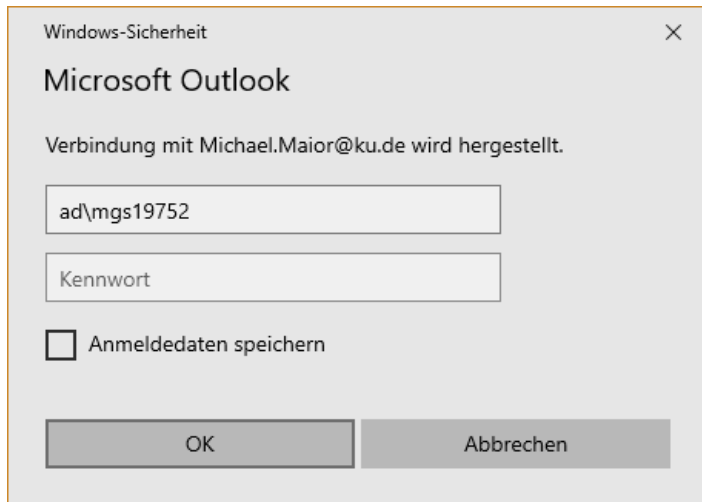 Windows-Sicherheit
Microsoft Outlook
Verbindung mit Michael.Maior@ku.de wird hergestellt.
ad\mgs19752
Kennwort
Anmeldedaten speichern
OK Abbrechen